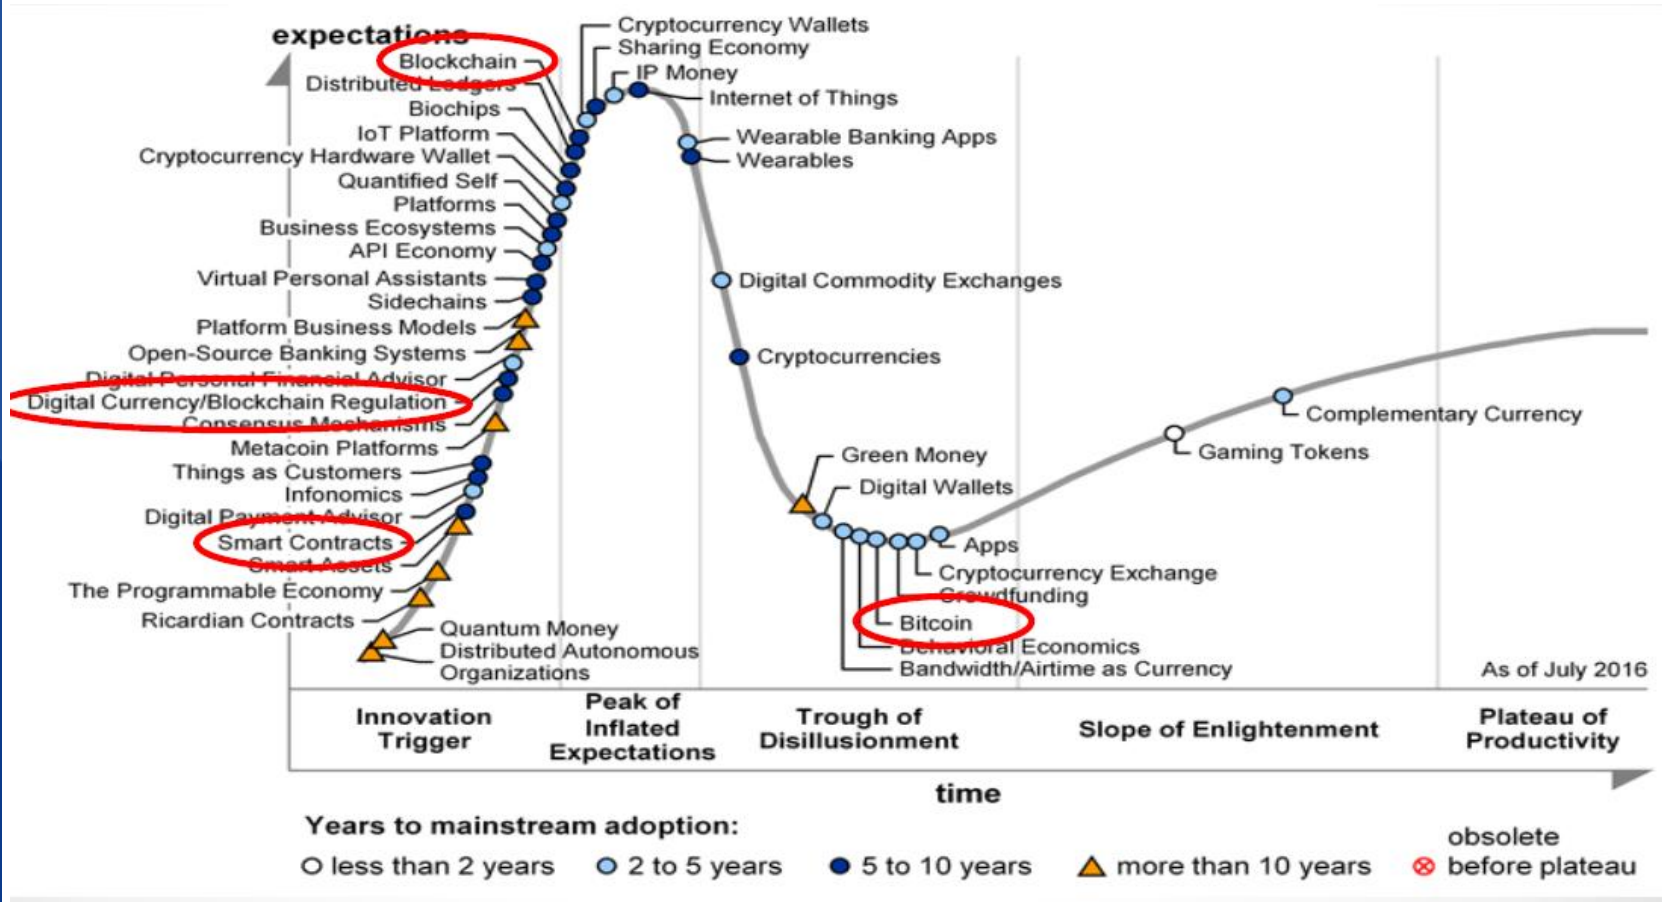 expectations
Cryptocurrency Wallets
Sharing Economy
IP Money
Internet of Things
Blockchain
Distributed Ledgers
Biochips
IoT Platform
Cryptocurrency Hardware Wallet
Quantified Self
Platforms
Business Ecosystems
API Economy
Virtual Personal Assistants
Sidechains
Platform Business Models
Open-Source Banking Systems
Digital Personal Financial Advisor
Digital Currency/Blockchain Regulation
Consensus Mechanisms
Metacoin Platforms
Things as Customers
Infonomics
Digital Payment Advisor
Smart Contracts
Smart Assets
The Programmable Economy
Ricardian Contracts
Quantum Money
Distributed Autonomous
Organizations
Wearable Banking Apps
Wearables
Digital Commodity Exchanges
Cryptocurrencies
Green Money
Digital Wallets
Apps
Cryptocurrency Exchange
Crowdfunding
Bitcoin
Behavioral Economics
Bandwidth/Airtime as Currency
Complementary Currency
Gaming Tokens
As of July 2016
Innovation
Trigger
Peak of
Inflated
Expectations
Trough of
Disillusionment
Slope of Enlightenment
Plateau of
Productivity
time
Years to mainstream adoption:
less than 2 years
2 to 5 years
5 to 10 years
more than 10 years
obsolete
before plateau